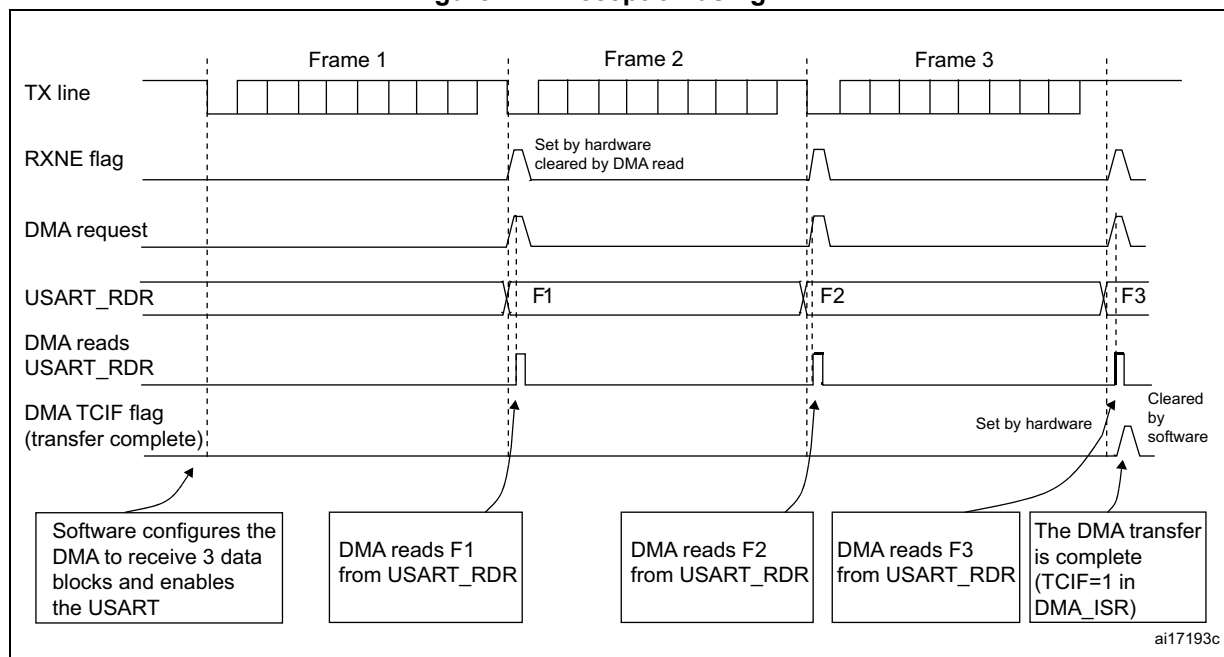 Frame 1
Frame 2
Frame 3
TX line
Set by hardware
cleared by DMA read
RXNE flag
DMA request
USART_RDR
F1
F2
F3
DMA reads
USART_RDR
DMA TCIF flag
(transfer complete)
Set by hardware
Cleared
by
software
Software configures the
DMA to receive 3 data
blocks and enables
the USART
DMA reads F1
from USART_RDR
DMA reads F2
from USART_RDR
DMA reads F3
from USART_RDR
The DMA transfer
is complete
(TCIF=1 in
DMA_ISR)
ai17193c